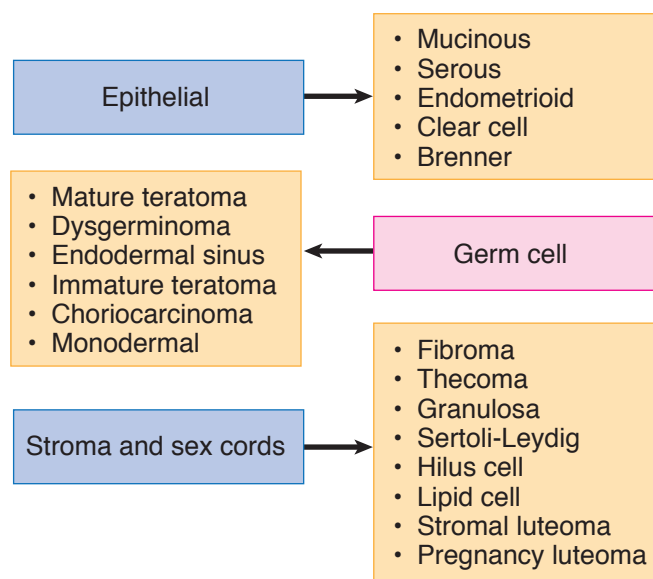 Epithelial
• Mucinous
• Serous
• Endometrioid
• Clear cell
• Brenner
Germ cell
• Mature teratoma
• Dysgerminoma
• Endodermal sinus
• Immature teratoma
• Choriocarcinoma
• Monodermal
Stroma and sex cords
• Fibroma
• Thecoma
• Granulosa
• Sertoli-Leydig
• Hilus cell
• Lipid cell
• Stromal luteoma
• Pregnancy luteoma